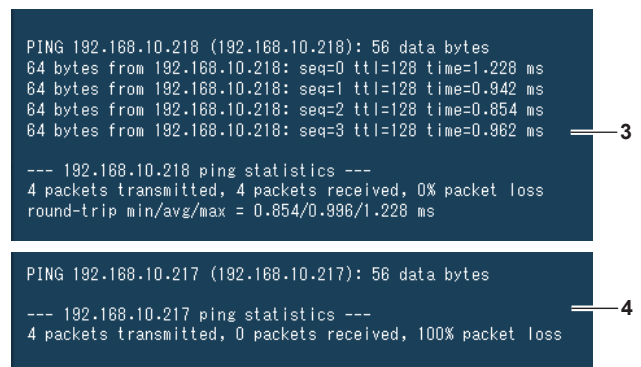 PING 192.168.10.218 (192.168.10.218): 56 data bytes
64 bytes from 192.168.10.218: seq=0 ttl=128 time=1.228 ms
64 bytes from 192.168.10.218: seq=1 ttl=128 time=0.942 ms
64 bytes from 192.168.10.218: seq=2 ttl=128 time=0.854 ms
64 bytes from 192.168.10.218: seq=3 ttl=128 time=0.962 ms
3
--- 192.168.10.218 ping statistics ---
4 packets transmitted, 4 packets received, 0% packet loss
round-trip min/avg/max = 0.854/0.996/1.228 ms
PING 192.168.10.217 (192.168.10.217): 56 data bytes
--- 192.168.10.217 ping statistics ---
4
4 packets transmitted, 0 packets received, 100% packet loss